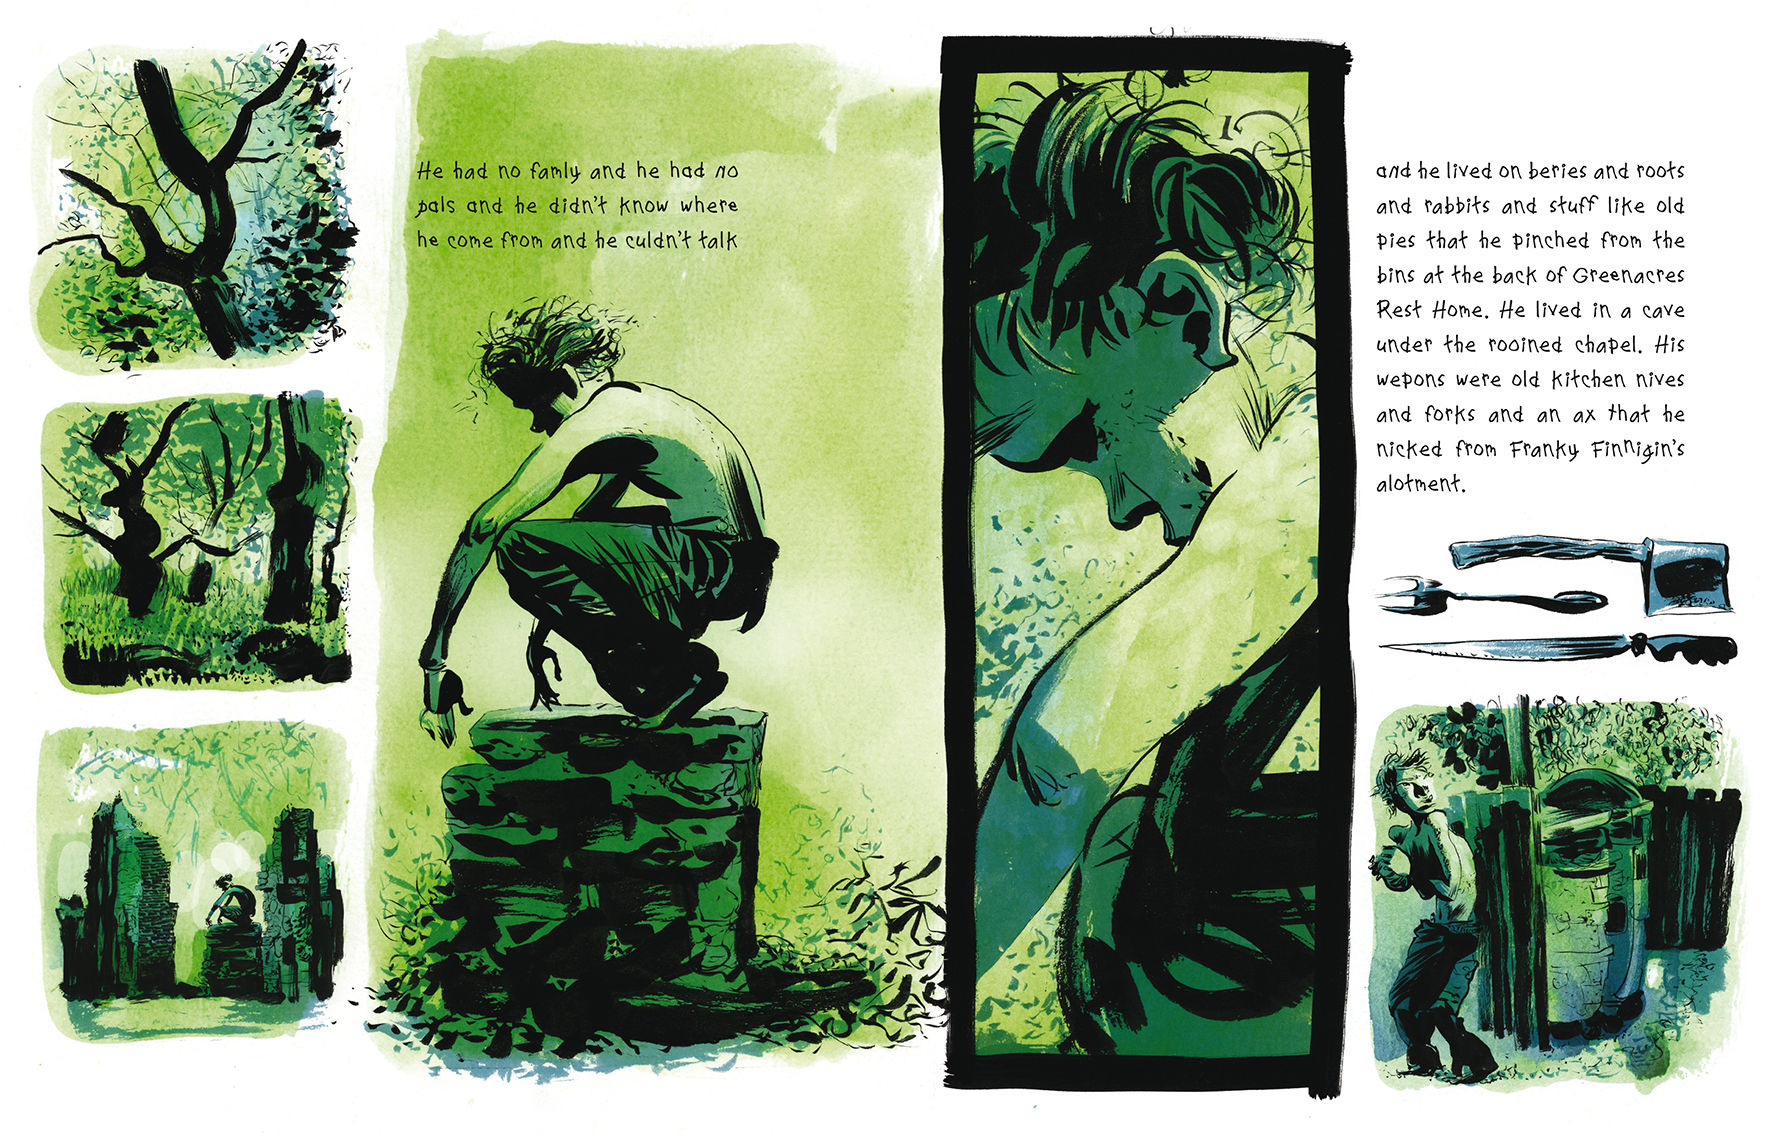 He had no famly and he had no
pals and he didn't know where
he come from and he culdn't talk
and he lived on beries and roots
and rabbits and stuff like old
pies that he pinched from the
bins at the back of Greenacres
Rest Home. He lived in a cave
under the rooined chapel. His
wepons were old kitchen nives
and forks and an ax that he
nicked from Franky Finnigin's
alotment.